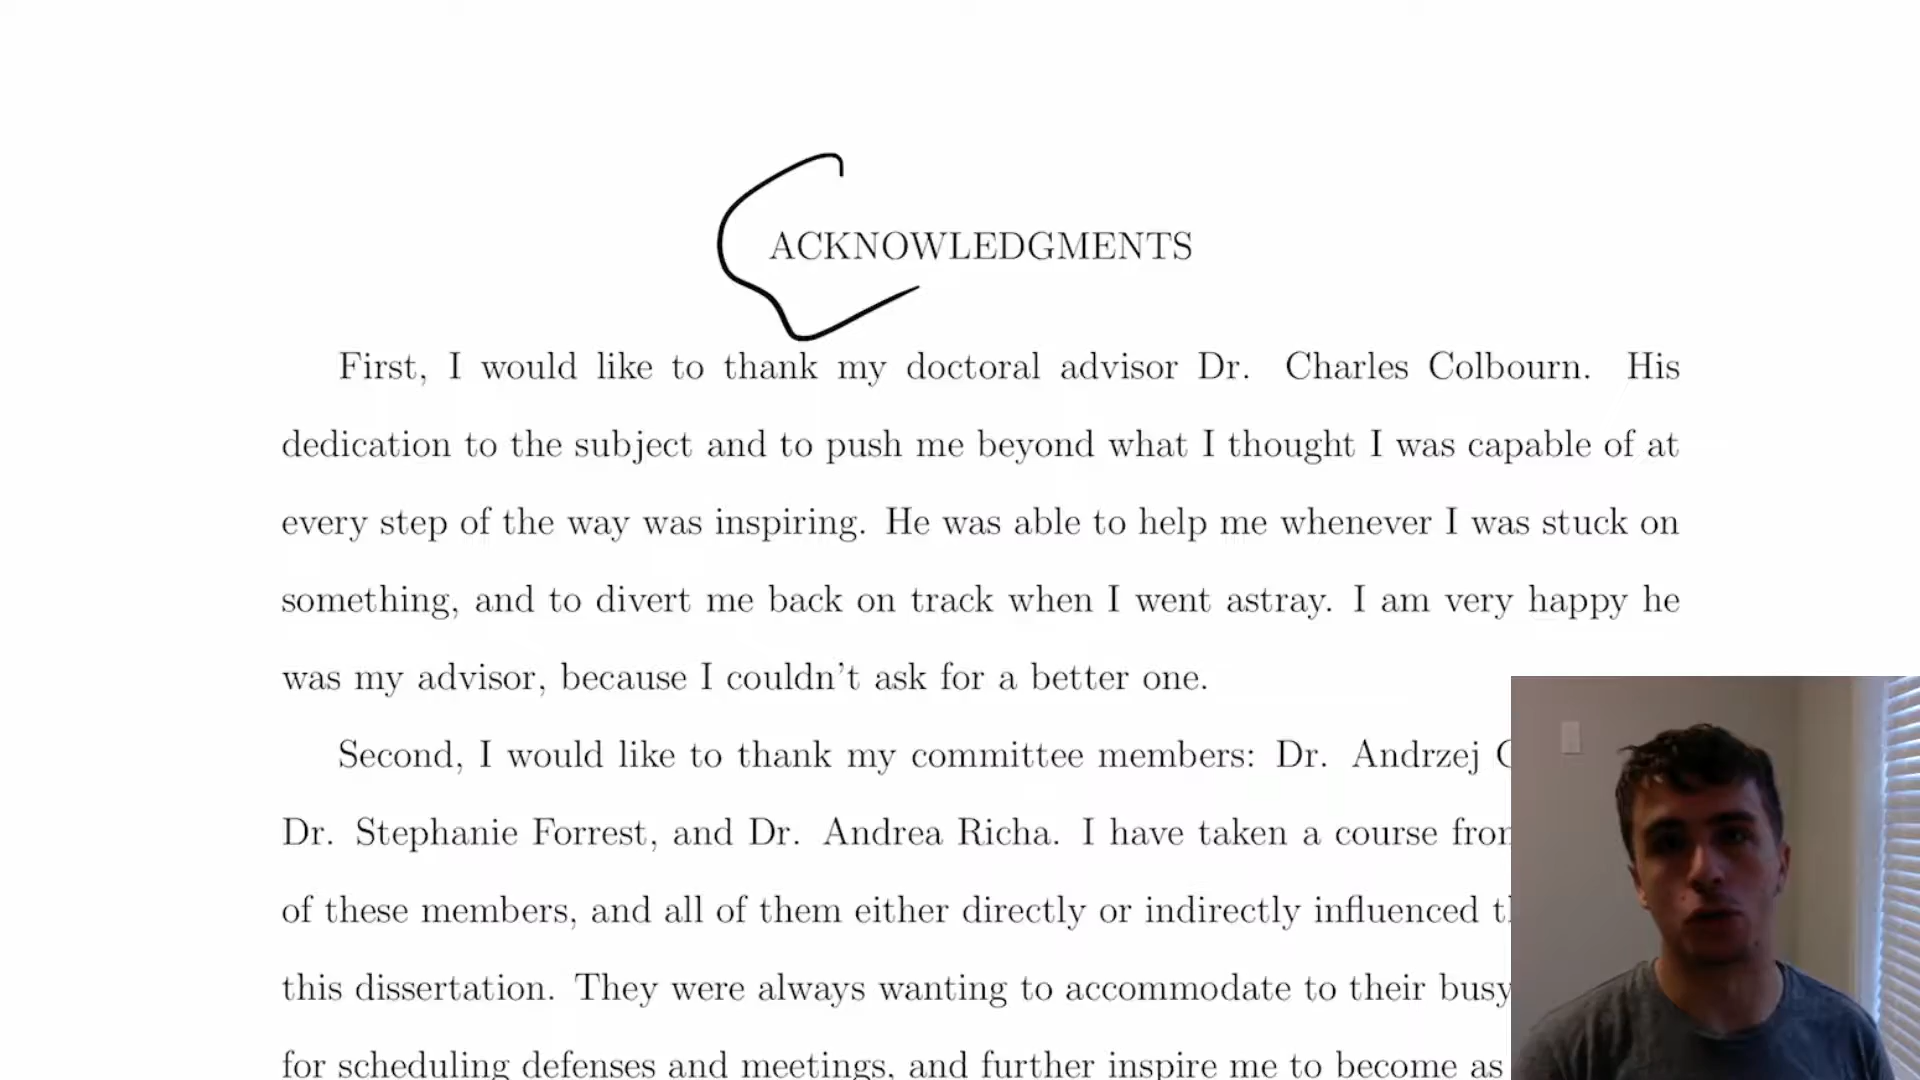 ACKNOWLEDGMENTS
First, I would like to thank my doctoral advisor Dr. Charles Colbourn. His
dedication to the subject and to push me beyond what I thought I was capable of at
every step of the way was inspiring. He was able to help me whenever I was stuck on
something, and to divert me back on track when I went astray. I am very happy he
was my advisor, because I couldn't ask for a better one.
Second, I would like to thank my committee members: Dr. Andrzej
Dr. Stephanie Forrest, and Dr. Andrea Richa. I have taken a course
of these members, and all of them either directly or indirectly influenced
this dissertation. They were always wanting to accommodate to their busy
for scheduling defenses and meetings, and further inspire me to become as